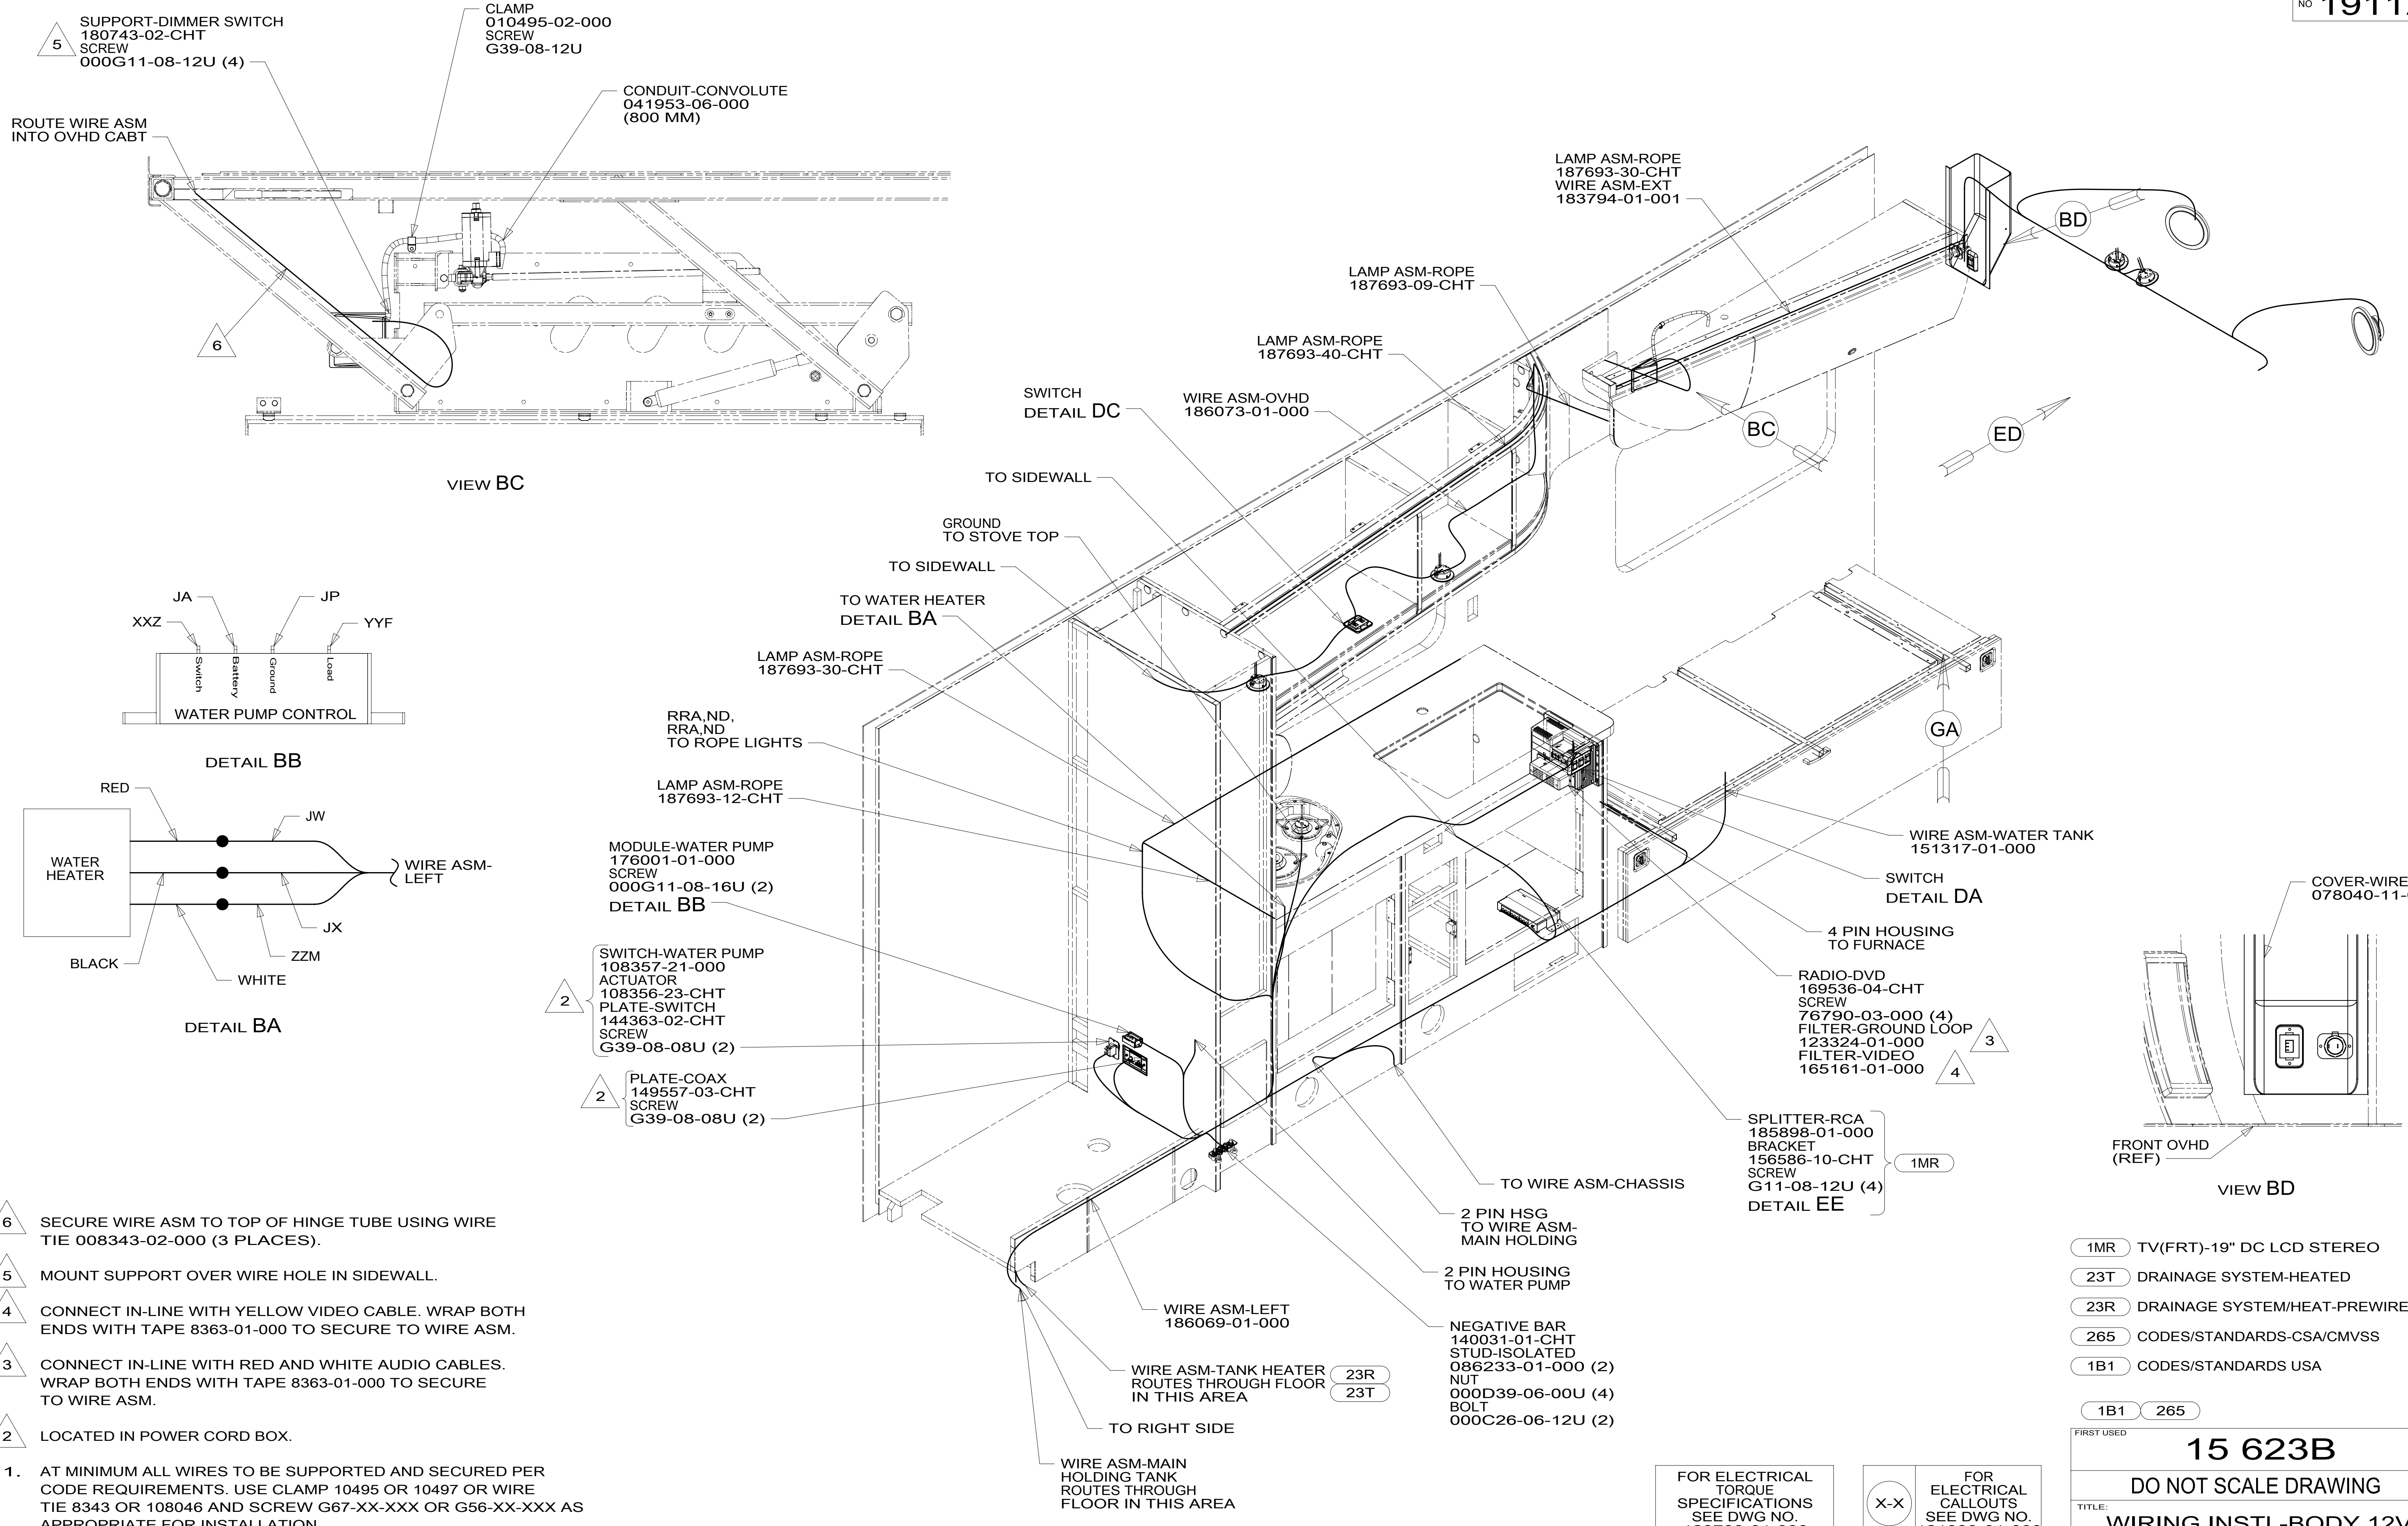 NO
5
SUPPORT-DIMMER SWITCH
180743-02-CHT
SCREW
000G11-08-12U (4)
CLAMP
010495-02-000
SCREW
G39-08-12U
CONDUIT-CONVOLUTE
041953-06-000
(800 MM)
ROUTE WIRE ASM
INTO OVHD CABT
6
VIEW BC
LAMP ASM-ROPE
187693-30-CHT
WIRE ASM-EXT
183794-01-001
BD
LAMP ASM-ROPE
187693-09-CHT
LAMP ASM-ROPE
187693-40-CHT
SWITCH
DETAIL DC
WIRE ASM-OVHD
186073-01-000
BC
ED
TO SIDEWALL
GROUND
TO STOVE TOP
TO SIDEWALL
TO WATER HEATER
DETAIL BA
LAMP ASM-ROPE
187693-30-CHT
RRA,ND,
RRA,ND
TO ROPE LIGHTS
LAMP ASM-ROPE
187693-12-CHT
MODULE-WATER PUMP
176001-01-000
SCREW
000G11-08-16U (2)
DETAIL BB
2
SWITCH-WATER PUMP
108357-21-000
ACTUATOR
108356-23-CHT
PLATE-SWITCH
144363-02-CHT
SCREW
G39-08-08U (2)
2
PLATE-COAX
149557-03-CHT
SCREW
G39-08-08U (2)
JA
JP
XXZ
YYF
Switch
Battery
Ground
Load
WATER PUMP CONTROL
DETAIL BB
RED
JW
WATER
HEATER
WIRE ASM-
LEFT
JX
BLACK
ZZM
WHITE
DETAIL BA
GA
WIRE ASM-WATER TANK
151317-01-000
SWITCH
DETAIL DA
4 PIN HOUSING
TO FURNACE
RADIO-DVD
169536-04-CHT
SCREW
76790-03-000 (4)
FILTER-GROUND LOOP
123324-01-000
3
FILTER-VIDEO
165161-01-000
4
SPLITTER-RCA
185898-01-000
BRACKET
156586-10-CHT
SCREW
G11-08-12U (4)
DETAIL EE
1MR
COVER-WIRE
FRONT OVHD
(REF)
VIEW BD
TO WIRE ASM-CHASSIS
2 PIN HSG
TO WIRE ASM-
MAIN HOLDING
2 PIN HOUSING
TO WATER PUMP
WIRE ASM-LEFT
186069-01-000
NEGATIVE BAR
140031-01-CHT
STUD-ISOLATED
086233-01-000 (2)
NUT
000D39-06-00U (4)
BOLT
000C26-06-12U (2)
WIRE ASM-TANK HEATER
ROUTES THROUGH FLOOR
IN THIS AREA
23R
23T
TO RIGHT SIDE
WIRE ASM-MAIN
HOLDING TANK
ROUTES THROUGH
FLOOR IN THIS AREA
6 SECURE WIRE ASM TO TOP OF HINGE TUBE USING WIRE
TIE 008343-02-000 (3 PLACES).
5 MOUNT SUPPORT OVER WIRE HOLE IN SIDEWALL.
4 CONNECT IN-LINE WITH YELLOW VIDEO CABLE. WRAP BOTH
ENDS WITH TAPE 8363-01-000 TO SECURE TO WIRE ASM.
3 CONNECT IN-LINE WITH RED AND WHITE AUDIO CABLES.
WRAP BOTH ENDS WITH TAPE 8363-01-000 TO SECURE
TO WIRE ASM.
2 LOCATED IN POWER CORD BOX.
1. AT MINIMUM ALL WIRES TO BE SUPPORTED AND SECURED PER
CODE REQUIREMENTS. USE CLAMP 10495 OR 10497 OR WIRE
TIE 8343 OR 108046 AND SCREW G67-XX-XXX OR G56-XX-XXX AS
APPROPRIATE FOR INSTALLATION
1MR TV(FRT)-19" DC LCD STEREO
23T DRAINAGE SYSTEM-HEATED
23R DRAINAGE SYSTEM/HEAT-PREWIRE
265 CODES/STANDARDS-CSA/CMVSS
1B1 CODES/STANDARDS USA
1B1 265
FIRST USED
15 623B
DO NOT SCALE DRAWING
TITLE:
WIRING INSTL-BODY 12V
FOR ELECTRICAL
TORQUE
SPECIFICATIONS
SEE DWG NO.
X-X
FOR
ELECTRICAL
CALLOUTS
SEE DWG NO.